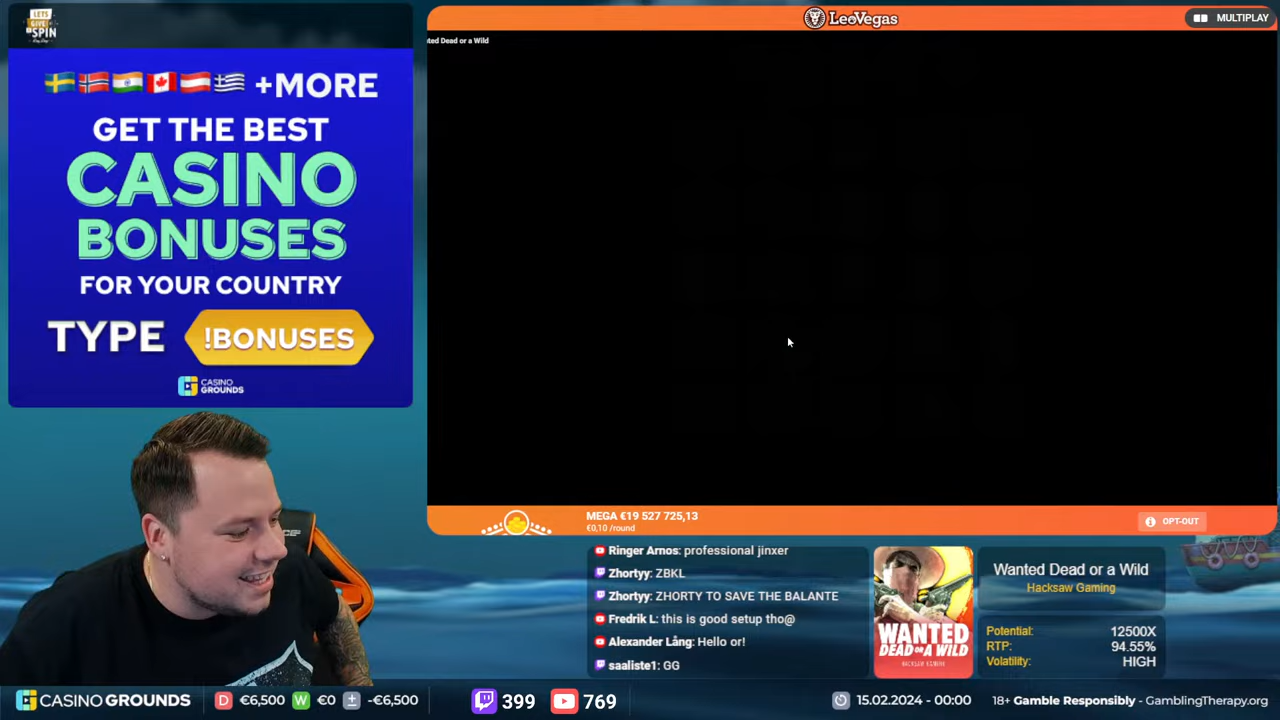 LETS
GIVE IT
SPIN
+MORE
GET THE BEST
CASINO
BONUSES
FOR YOUR COUNTRY
TYPE !BONUSES
CASINO
GROUNDS
LeoVegas
MULTIPLAY
nted Dead or a Wild
MEGA €19 527 725,13
€0,10 /round
OPT-OUT
Ringer Arnos: professional jinxer
Zhortyy: ZBKL
Zhortyy: ZHORTY TO SAVE THE BALANTE
Fredrik L: this is good setup tho@
Alexander Lång: Hello or!
saaliste1: GG
WANTED
DEAD OR A WILD
HACKSAW GAMING
Wanted Dead or a Wild
Hacksaw Gaming
Potential: 12500X
RTP: 94.55%
Volatility: HIGH
CASINOGROUNDS
D €6,500 W €0 ± -€6,500
399
769
15.02.2024 - 00:00
18+ Gamble Responsibly - GamblingTherapy.org